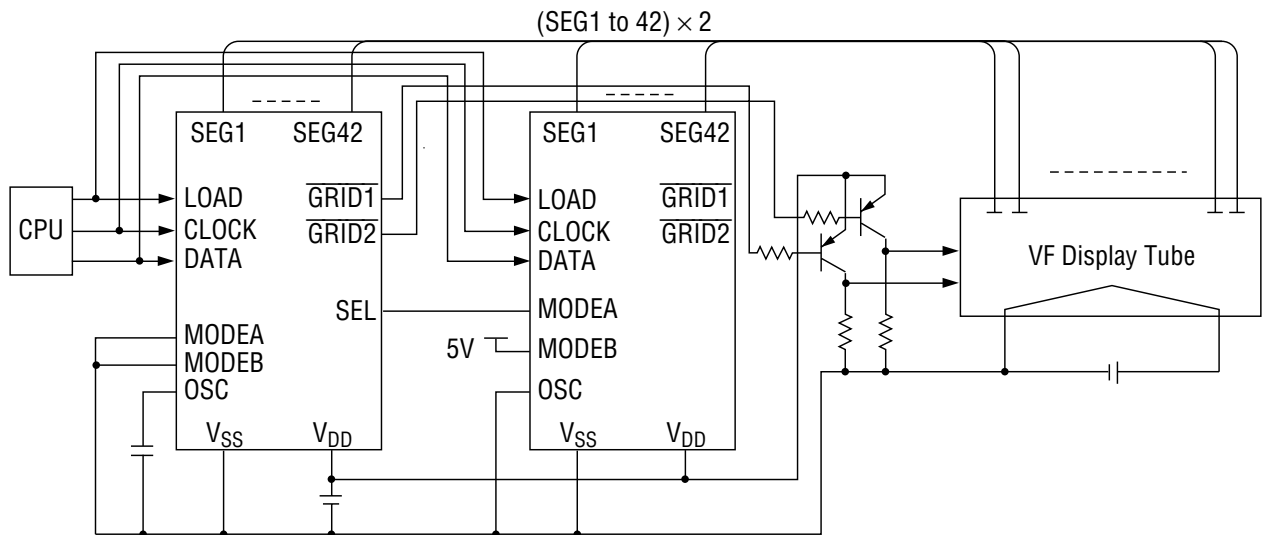 (SEG1 to 42) × 2
SEG1 SEG42
SEG1 SEG42
CPU
LOAD
CLOCK
DATA
GRID1
GRID2
SEL
MODEA
MODEB
OSC
VSS VDD
LOAD
CLOCK
DATA
GRID1
GRID2
MODEA
5V
MODEB
OSC
VSS VDD
VF Display Tube